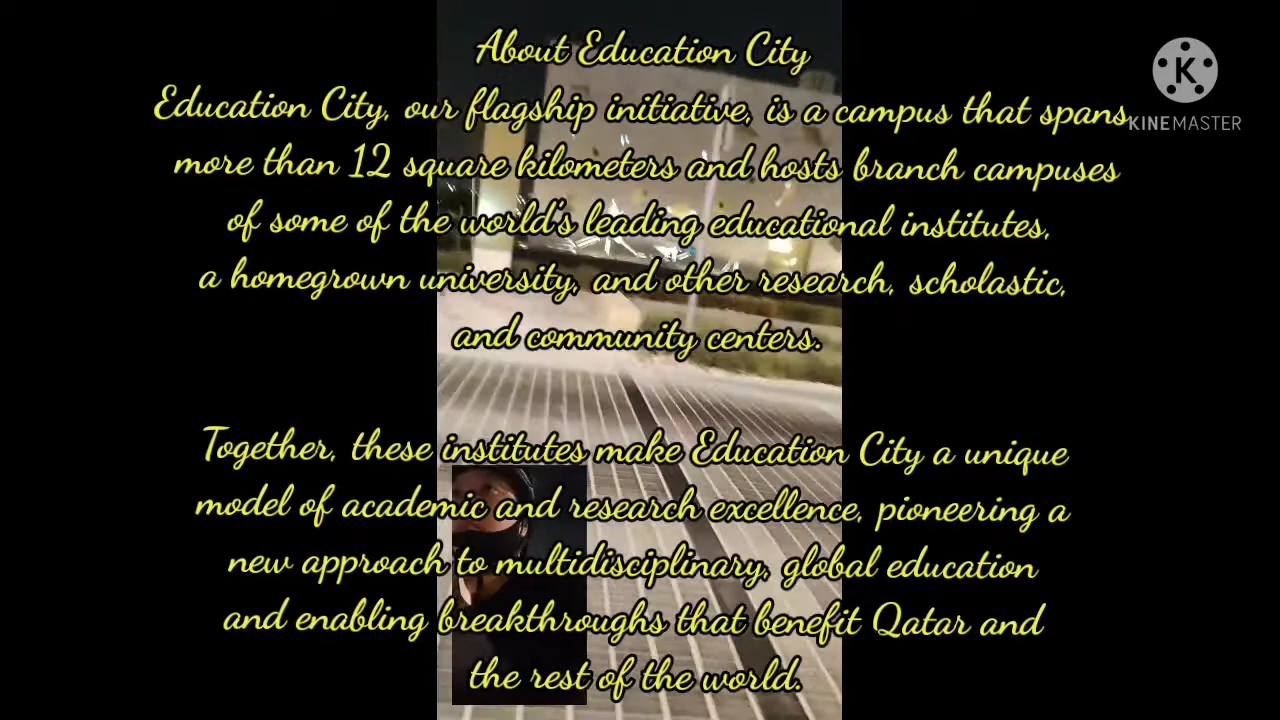 About Education City
Education City, our flagship initiative, is a campus that spans
more than 12 square kilometers and hosts branch campuses
of some of the world's leading educational institutes,
a homegrown university, and other research, scholastic,
and community centers.
Together, these institutes make Education City a unique
model of academic and research excellence, pioneering a
new approach to multidisciplinary, global education
and enabling breakthroughs that benefit Qatar and
the rest of the world.
K
KINEMASTER